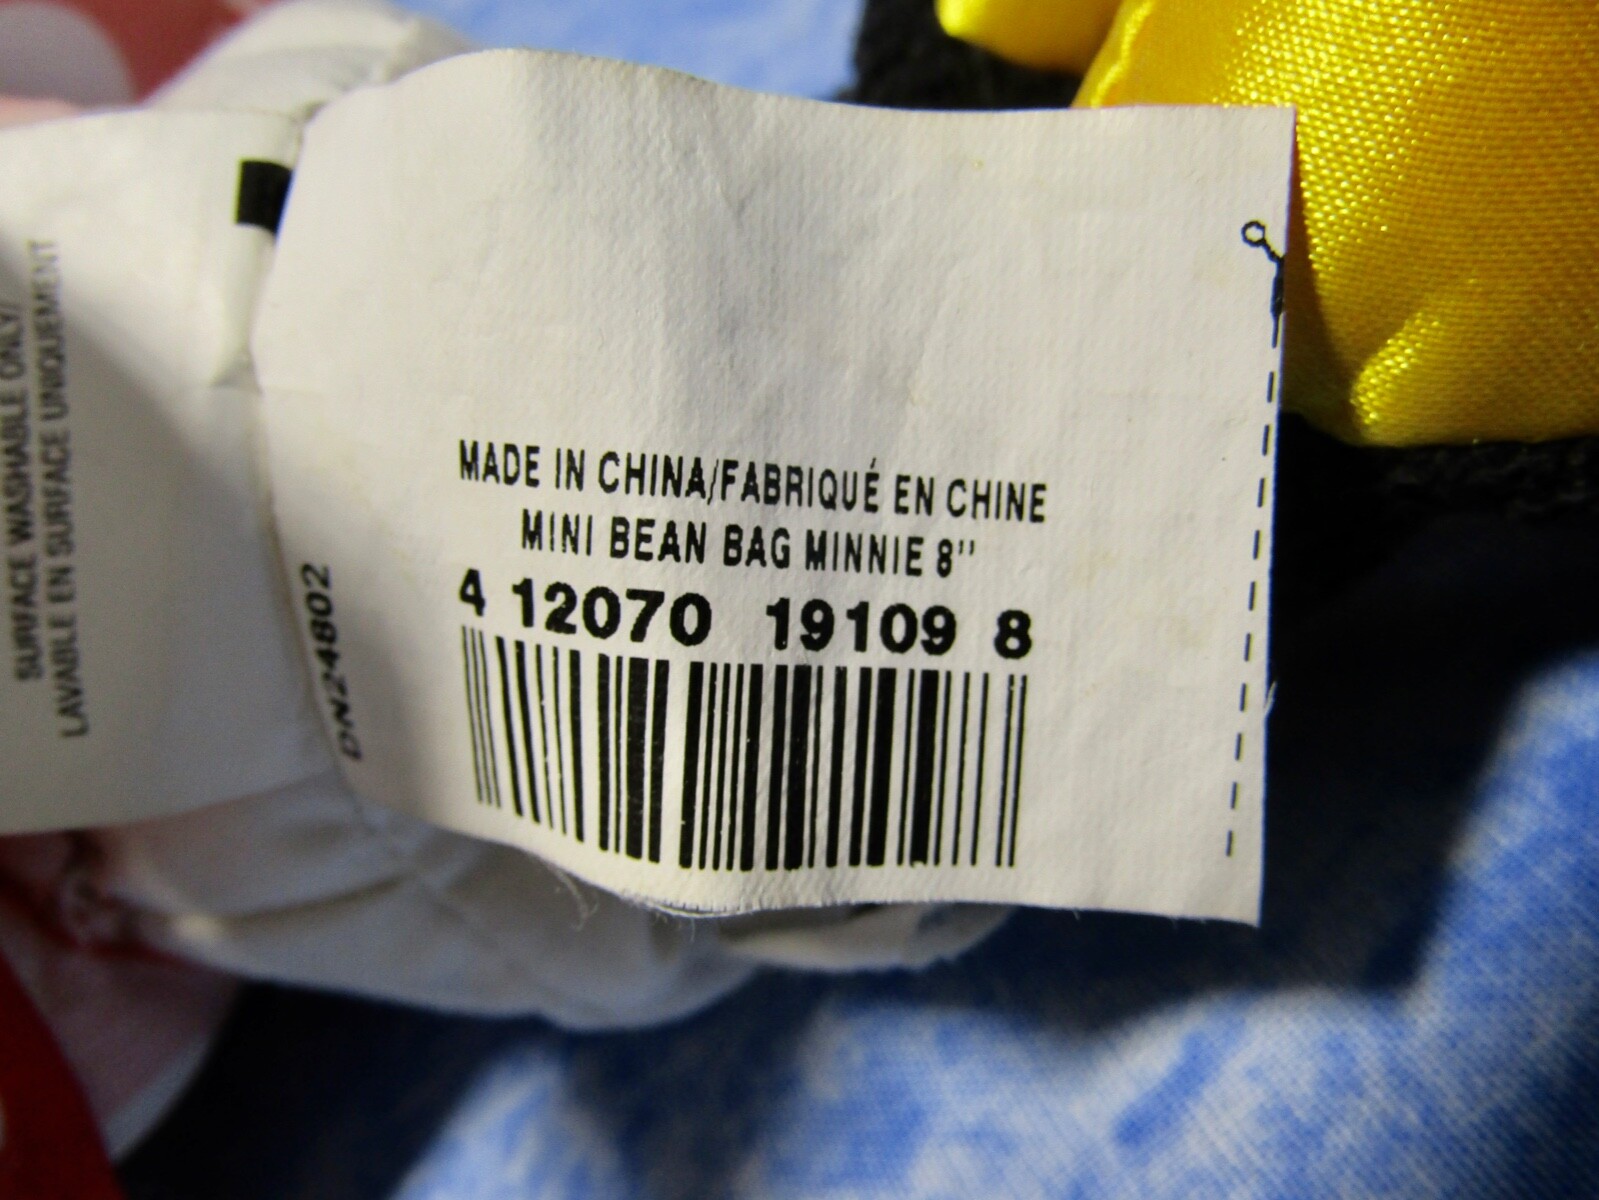 SURFACE WASHABLE ONLY/
LAVABLE EN SURFACE UNIQUEMENT
DN24802
MADE IN CHINA/FABRIQUÉ EN CHINE
MINI BEAN BAG MINNIE 8"
4 12070 19109 8